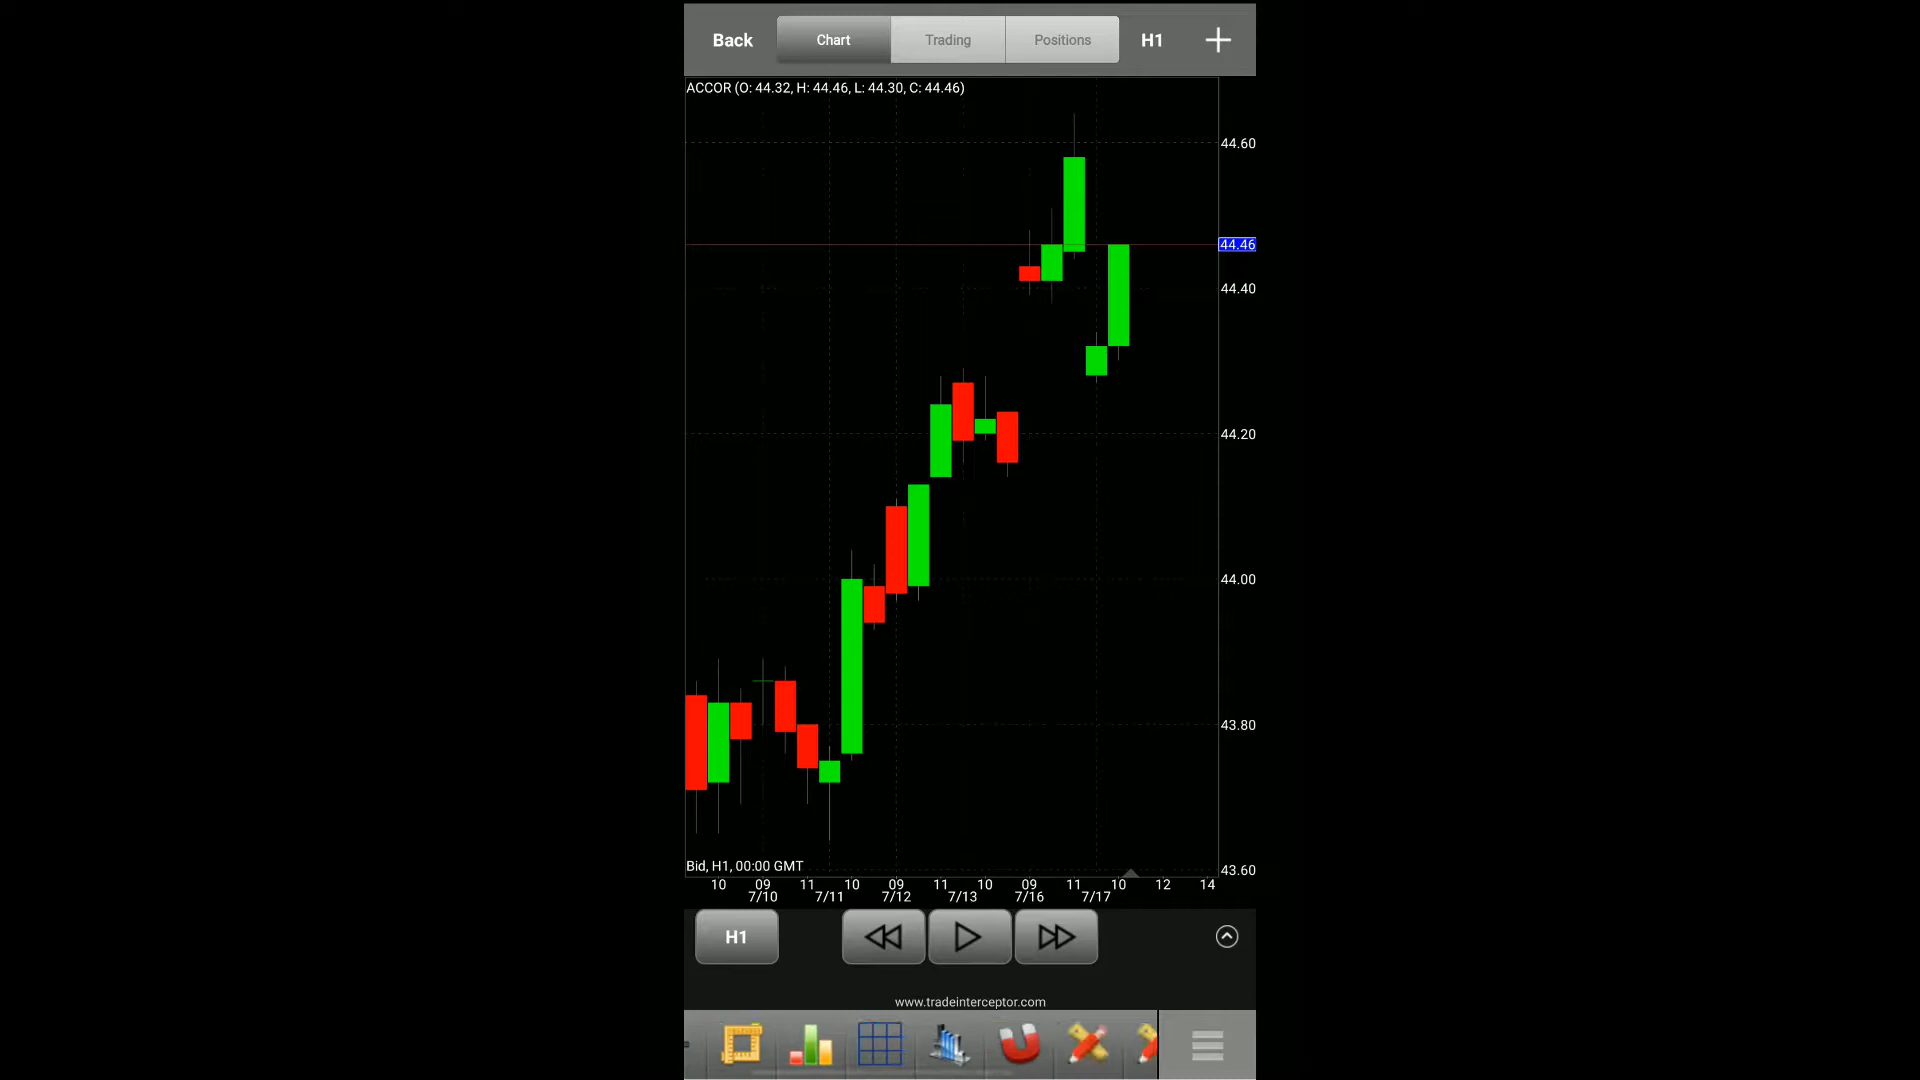 Back Chart Trading Positions H1
ACCOR (O: 44.32, H: 44.46, L: 44.30, C: 44.46)
44.60
44.46
44.40
44.20
44.00
43.80
43.60
Bid, H1, 00:00 GMT
10 09 11 10 09 11 10 09 11 10 12 14
7/10 7/11 7/12 7/13 7/16 7/17
H1
www.tradeinterceptor.com